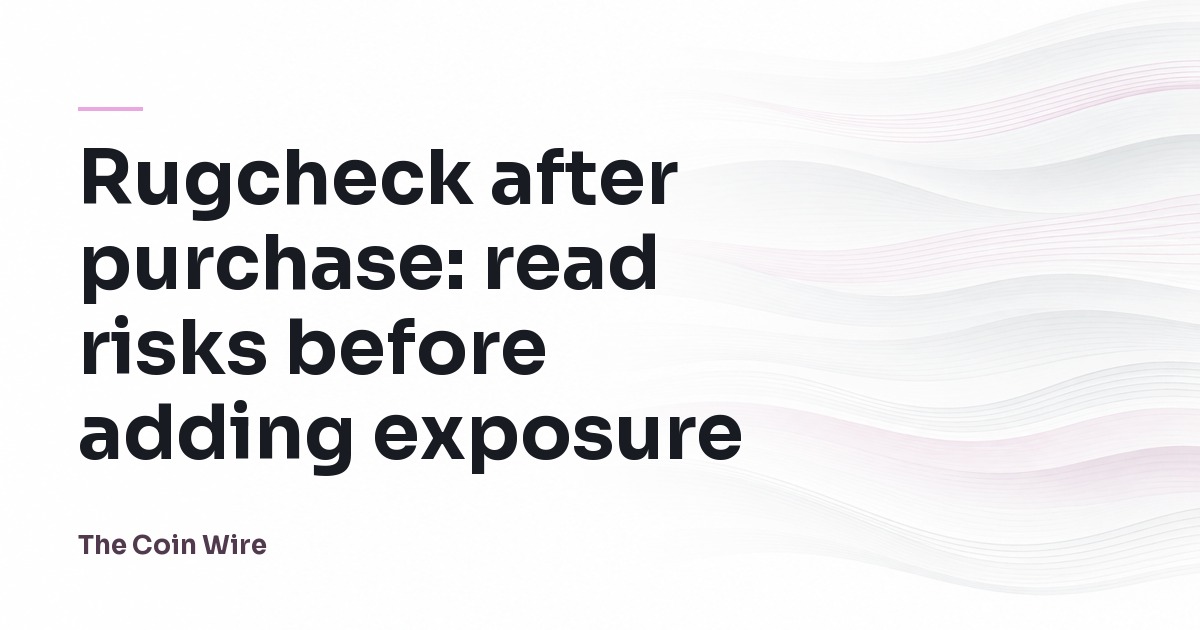 Rugcheck after
purchase: read
risks before
adding exposure
The Coin Wire